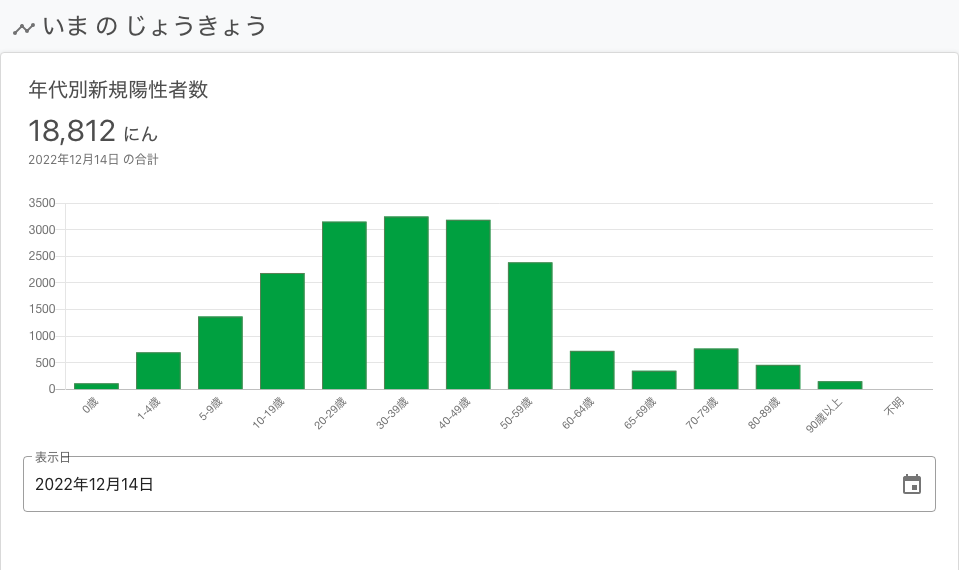 いま の じょうきょう
年代別新規陽性者数
18,812 にん
2022年12月14日 の合計
3500
3000
2500
2000
1500
1000
500
0
0歳 1-4歳 5-9歳 10-19歳 20-29歳 30-39歳 40-49歳 50-59歳 60-64歳 65-69歳 70-79歳 80-89歳 90歳以上 不明
表示日
2022年12月14日